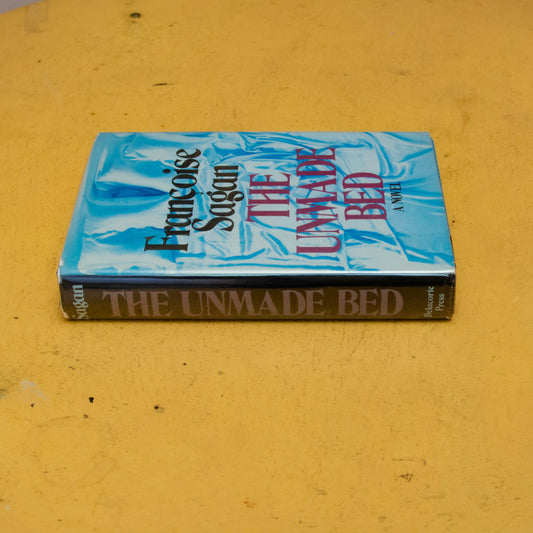 Françoise
Sagan
THE
UNMADE
BED
A NOVEL
Sagan
THE UNMADE BED
Delacorte
Press